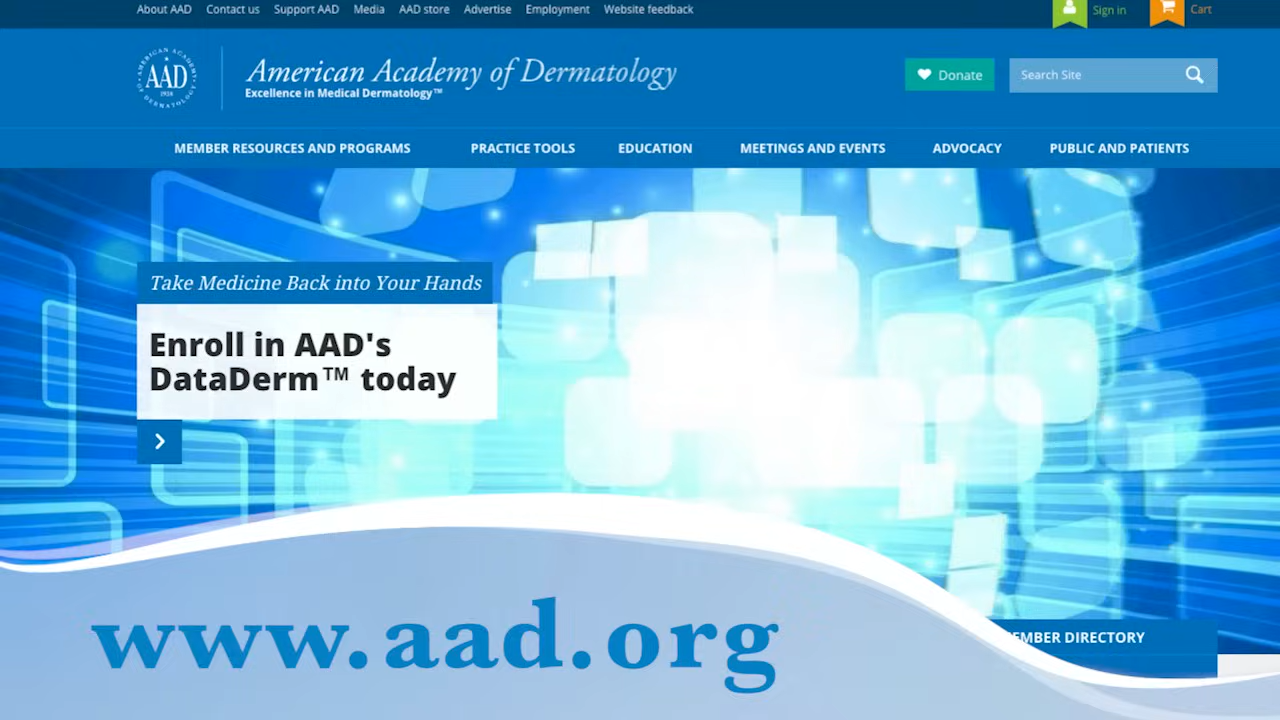 About AAD Contact us Support AAD Media AAD store Advertise Employment Website feedback Sign in Cart
AMERICAN ACADEMY OF DERMATOLOGY
AAD
1938
American Academy of Dermatology
Excellence in Medical Dermatology™
Donate
Search Site
MEMBER RESOURCES AND PROGRAMS PRACTICE TOOLS EDUCATION MEETINGS AND EVENTS ADVOCACY PUBLIC AND PATIENTS
Take Medicine Back into Your Hands
Enroll in AAD's
DataDerm™ today
EMBER DIRECTORY
www.aad.org